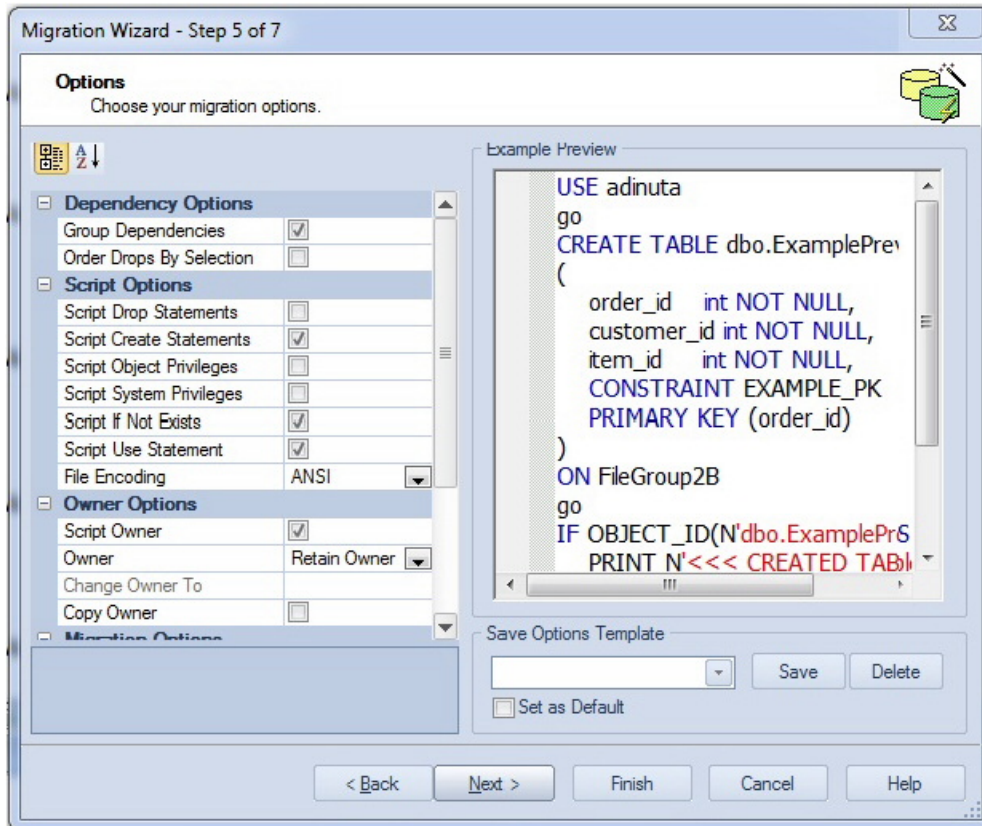 Migration Wizard - Step 5 of 7
Options
Choose your migration options.
Dependency Options
Group Dependencies
Order Drops By Selection
Script Options
Script Drop Statements
Script Create Statements
Script Object Privileges
Script System Privileges
Script If Not Exists
Script Use Statement
File Encoding ANSI
Owner Options
Script Owner
Owner Retain Owner
Change Owner To
Copy Owner
Migration Options
Example Preview
USE adinuta
go
CREATE TABLE dbo.ExamplePrev
(
order_id int NOT NULL,
customer_id int NOT NULL,
item_id int NOT NULL,
CONSTRAINT EXAMPLE_PK
PRIMARY KEY (order_id)
)
ON FileGroup2B
go
IF OBJECT_ID(N'dbo.ExamplePr
PRINT N'<<< CREATED TAB
Save Options Template
Save Delete
Set as Default
< Back Next > Finish Cancel Help